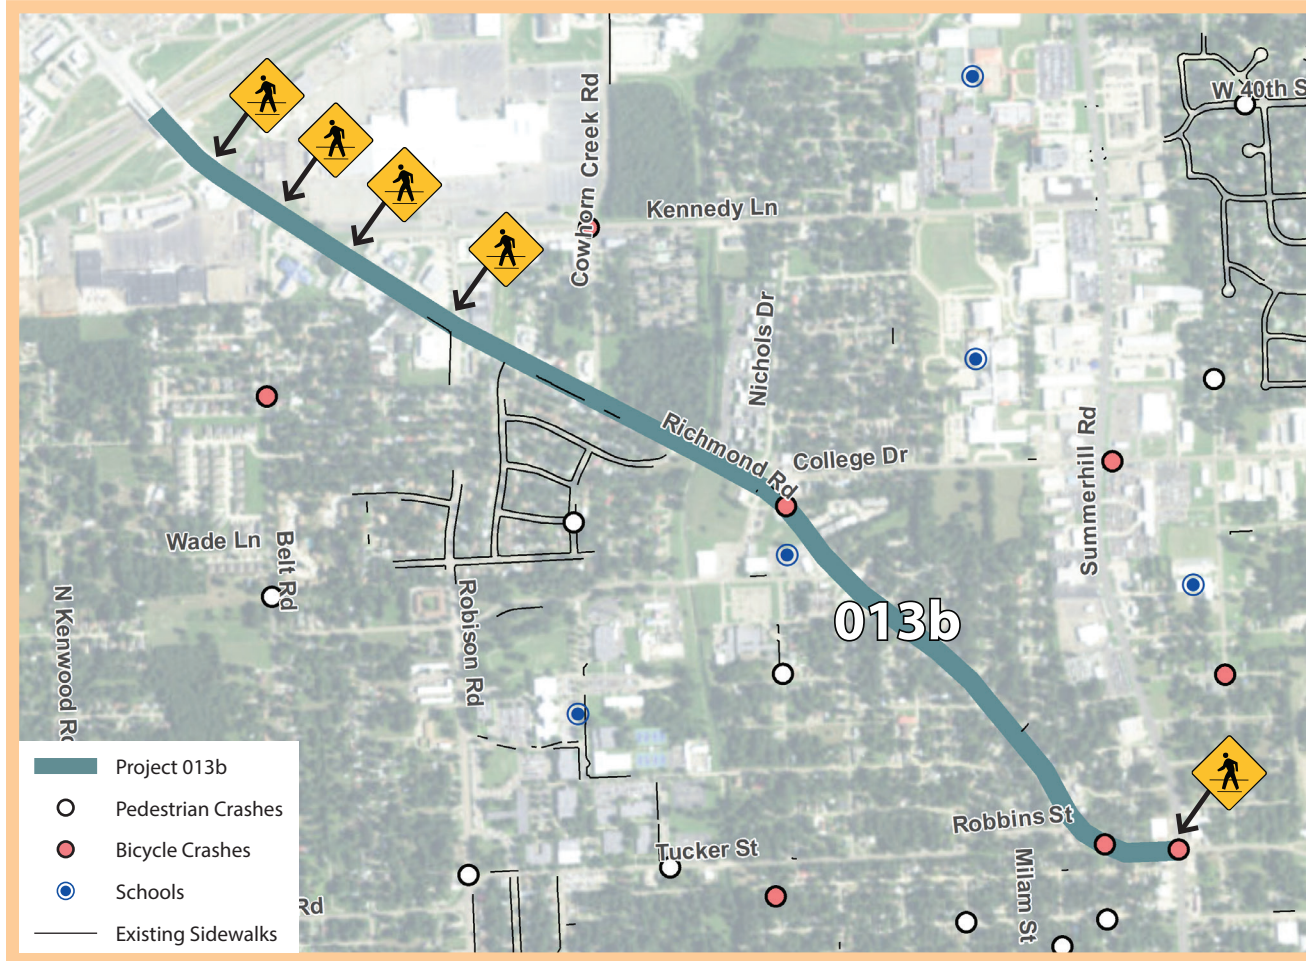 W 40th S
Cowhorn Creek Rd
Kennedy Ln
Nichols Dr
Richmond Rd
College Dr
Summerhill Rd
Wade Ln
Belt Rd
N Kenwood Rd
Robison Rd
013b
Robbins St
Tucker St
Milam St
Rd
Project 013b
Pedestrian Crashes
Bicycle Crashes
Schools
Existing Sidewalks